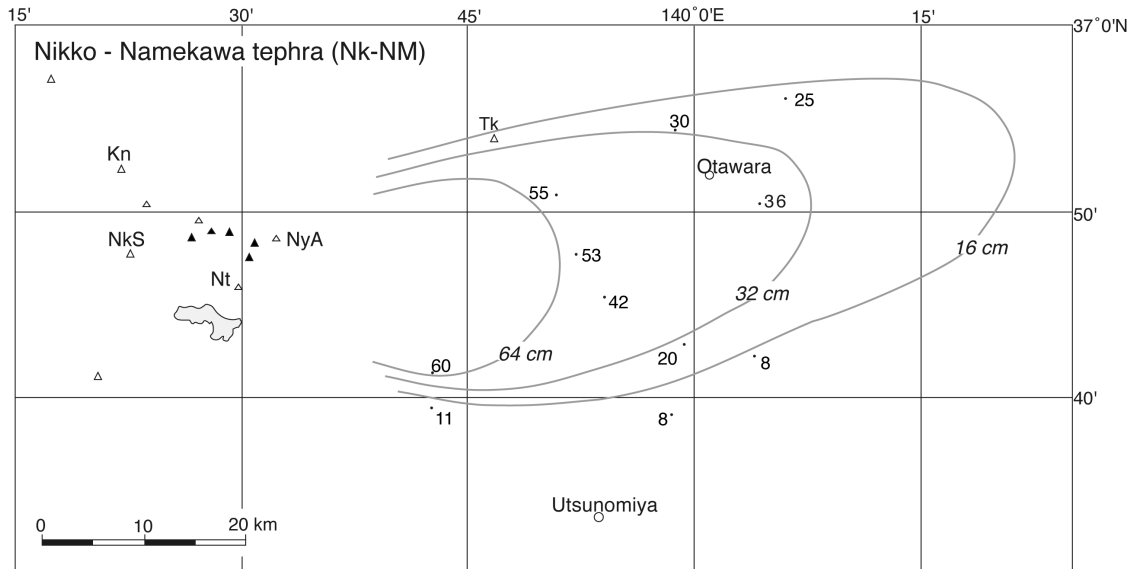 15' 30' 45' 140°0'E 15'
37°0'N
Nikko - Namekawa tephra (Nk-NM)
25
Tk 30
Kn
Otawara
55 36
50'
NkS NyA 16 cm
53
Nt 32 cm
42
64 cm
60 20 8
40'
11 8
Utsunomiya
0 10 20 km